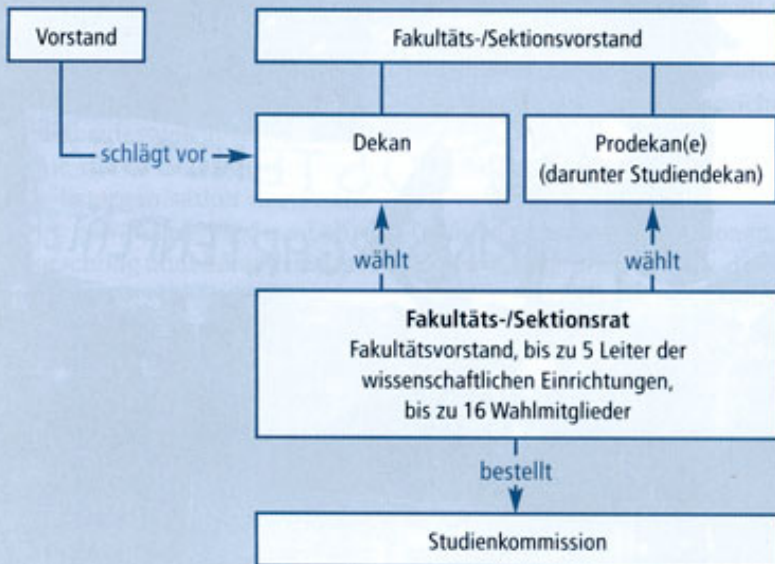 Vorstand
Fakultäts-/Sektionsvorstand
schlägt vor
Dekan
Prodekan(e)
(darunter Studiendekan)
wählt
wählt
Fakultäts-/Sektionsrat
Fakultätsvorstand, bis zu 5 Leiter der
wissenschaftlichen Einrichtungen,
bis zu 16 Wahlmitglieder
bestellt
Studienkommission